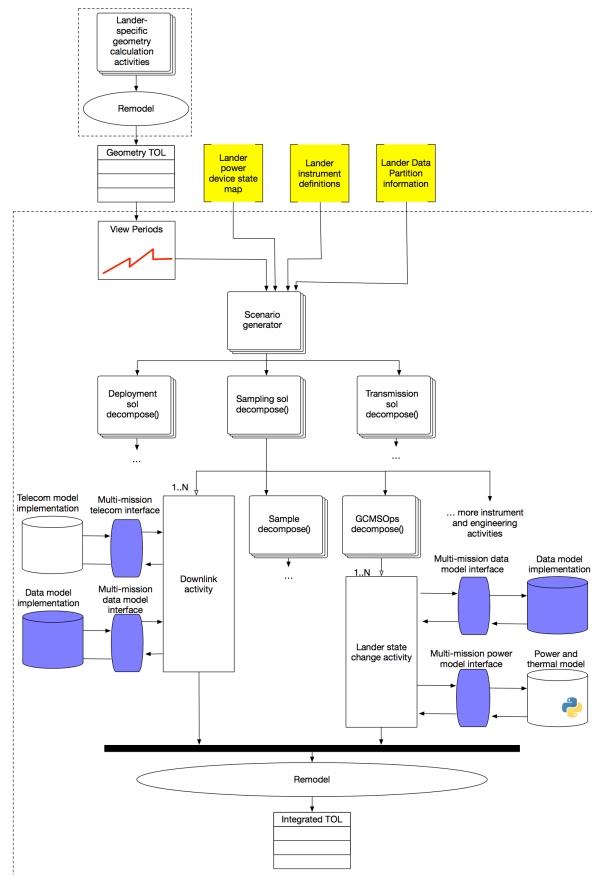 Lander-
specific
geometry
calculation
activities
Remodel
Geometry TOL
Lander
power
device state
map
Lander
instrument
definitions
Lander Data
Partition
information
View Periods
Scenario
generator
Deployment
sol
decompose()
Sampling sol
decompose()
Transmission
sol
decompose()
...
...
1..N
Telecom model
implementation
Multi-mission
telecom interface
Downlink
activity
Sample
decompose()
GCMSOps
decompose()
... more instrument
and engineering
activities
...
1..N
Data model
implementation
Multi-mission
data model
interface
Multi-mission data
model interface
Data model
implementation
Lander state
change activity
Multi-mission power
model interface
Power and
thermal model
Remodel
Integrated TOL